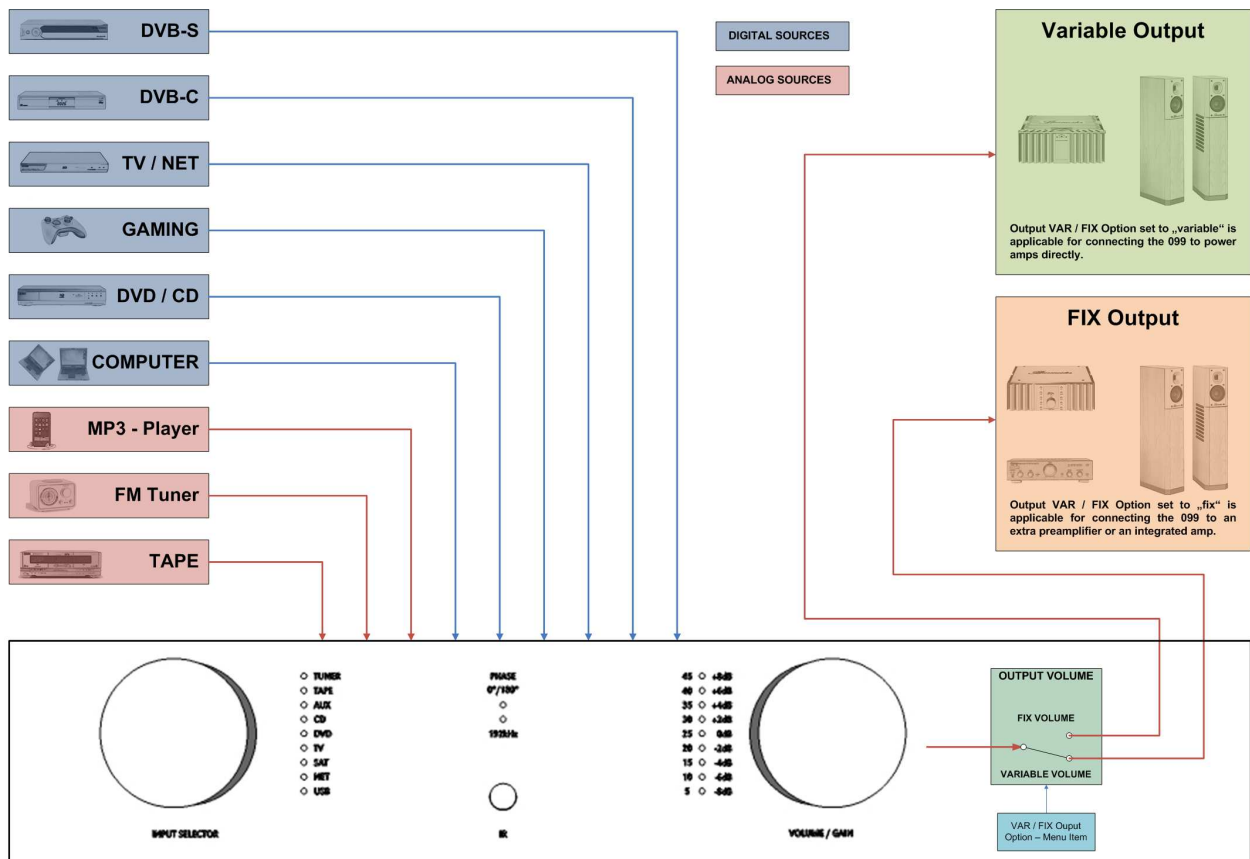 DVB-S
DVB-C
TV / NET
GAMING
DVD / CD
COMPUTER
MP3 - Player
FM Tuner
TAPE
DIGITAL SOURCES
ANALOG SOURCES
Variable Output
Output VAR / FIX Option set to „variable“ is
applicable for connecting the 099 to power
amps directly.
FIX Output
Output VAR / FIX Option set to „fix“ is
applicable for connecting the 099 to an
extra preamplifier or an integrated amp.
INPUT SELECTOR
TUNER
TAPE
AUX
CD
DVD
TV
SAT
NET
USB
PHASE
0°/180°
192kHz
IR
45 +8dB
40 +6dB
35 +4dB
30 +2dB
25 0dB
20 -2dB
15 -4dB
10 -6dB
5 -8dB
VOLUME / GAIN
OUTPUT VOLUME
FIX VOLUME
VARIABLE VOLUME
VAR / FIX Ouput
Option – Menu Item